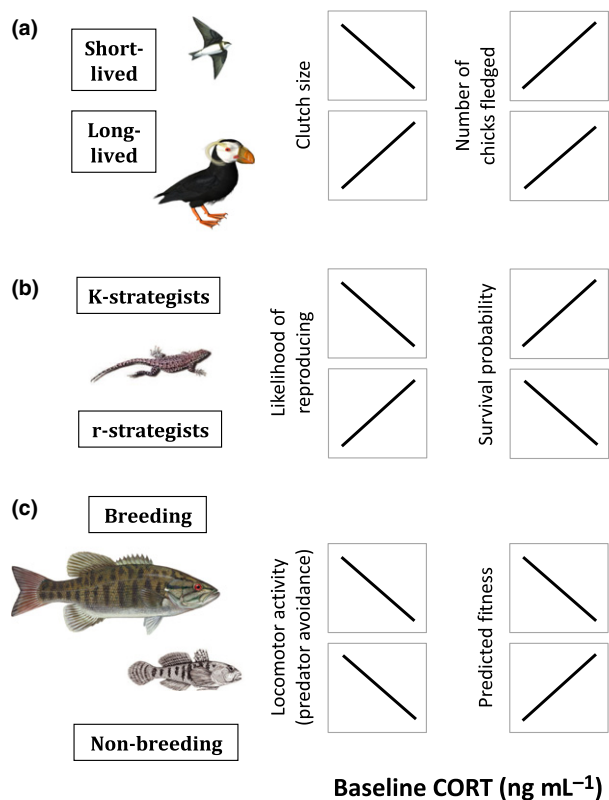 (a)
Short-
lived
Long-
lived
Clutch size
Number of
chicks fledged
(b)
K-strategists
r-strategists
Likelihood of
reproducing
Survival probability
(c)
Breeding
Non-breeding
Locomotor activity
(predator avoidance)
Predicted fitness
Baseline CORT (ng mL⁻¹)